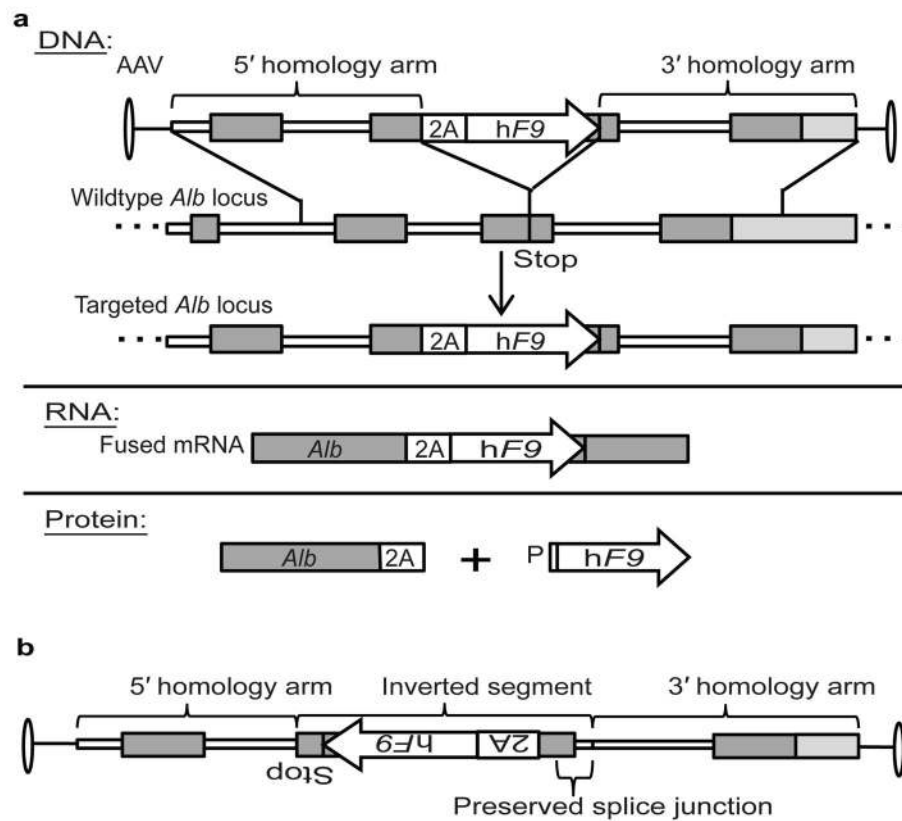 a
DNA:
AAV
5′ homology arm
3′ homology arm
2A
hF9
Wildtype Alb locus
Stop
Targeted Alb locus
2A
hF9
RNA:
Fused mRNA
Alb
2A
hF9
Protein:
Alb
2A
+
P
hF9
b
5′ homology arm
Inverted segment
3′ homology arm
hF9
2A
Stop
Preserved splice junction